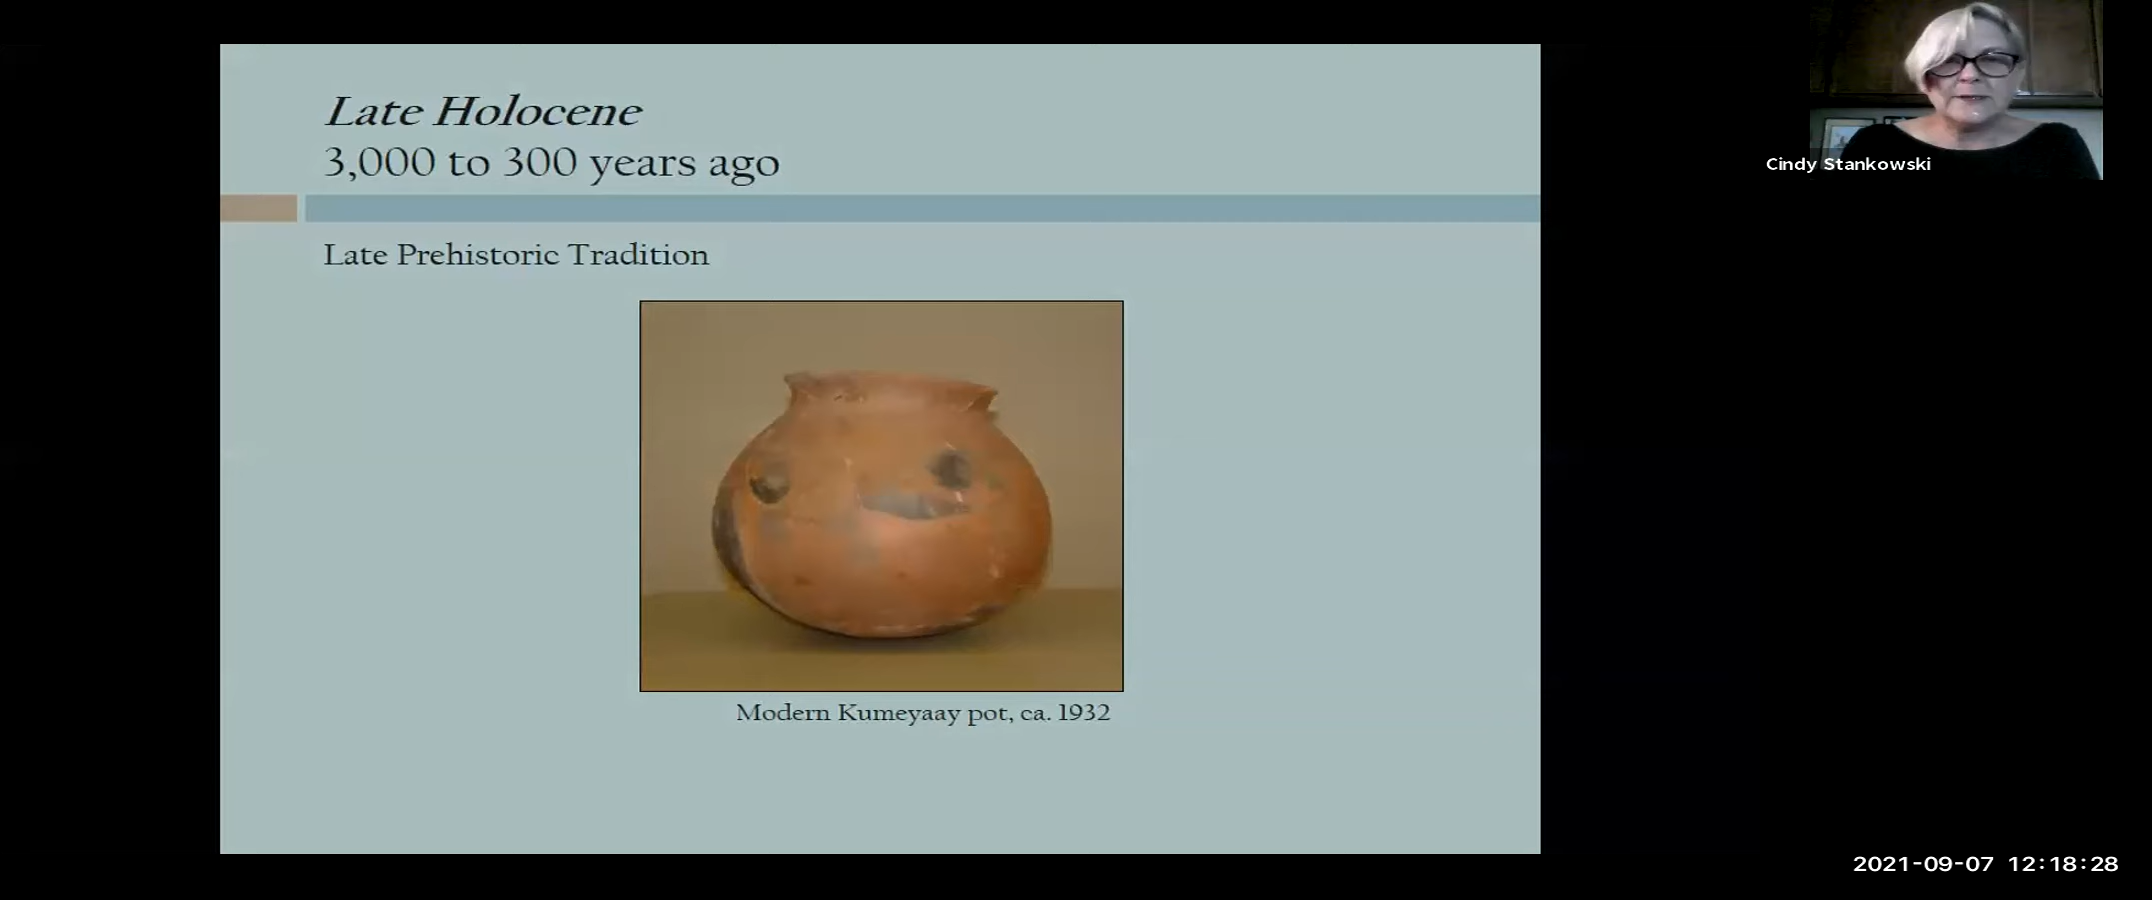 Late Holocene
3,000 to 300 years ago
Late Prehistoric Tradition
Modern Kumeyaay pot, ca. 1932
Cindy Stankowski
2021-09-07 12:18:28